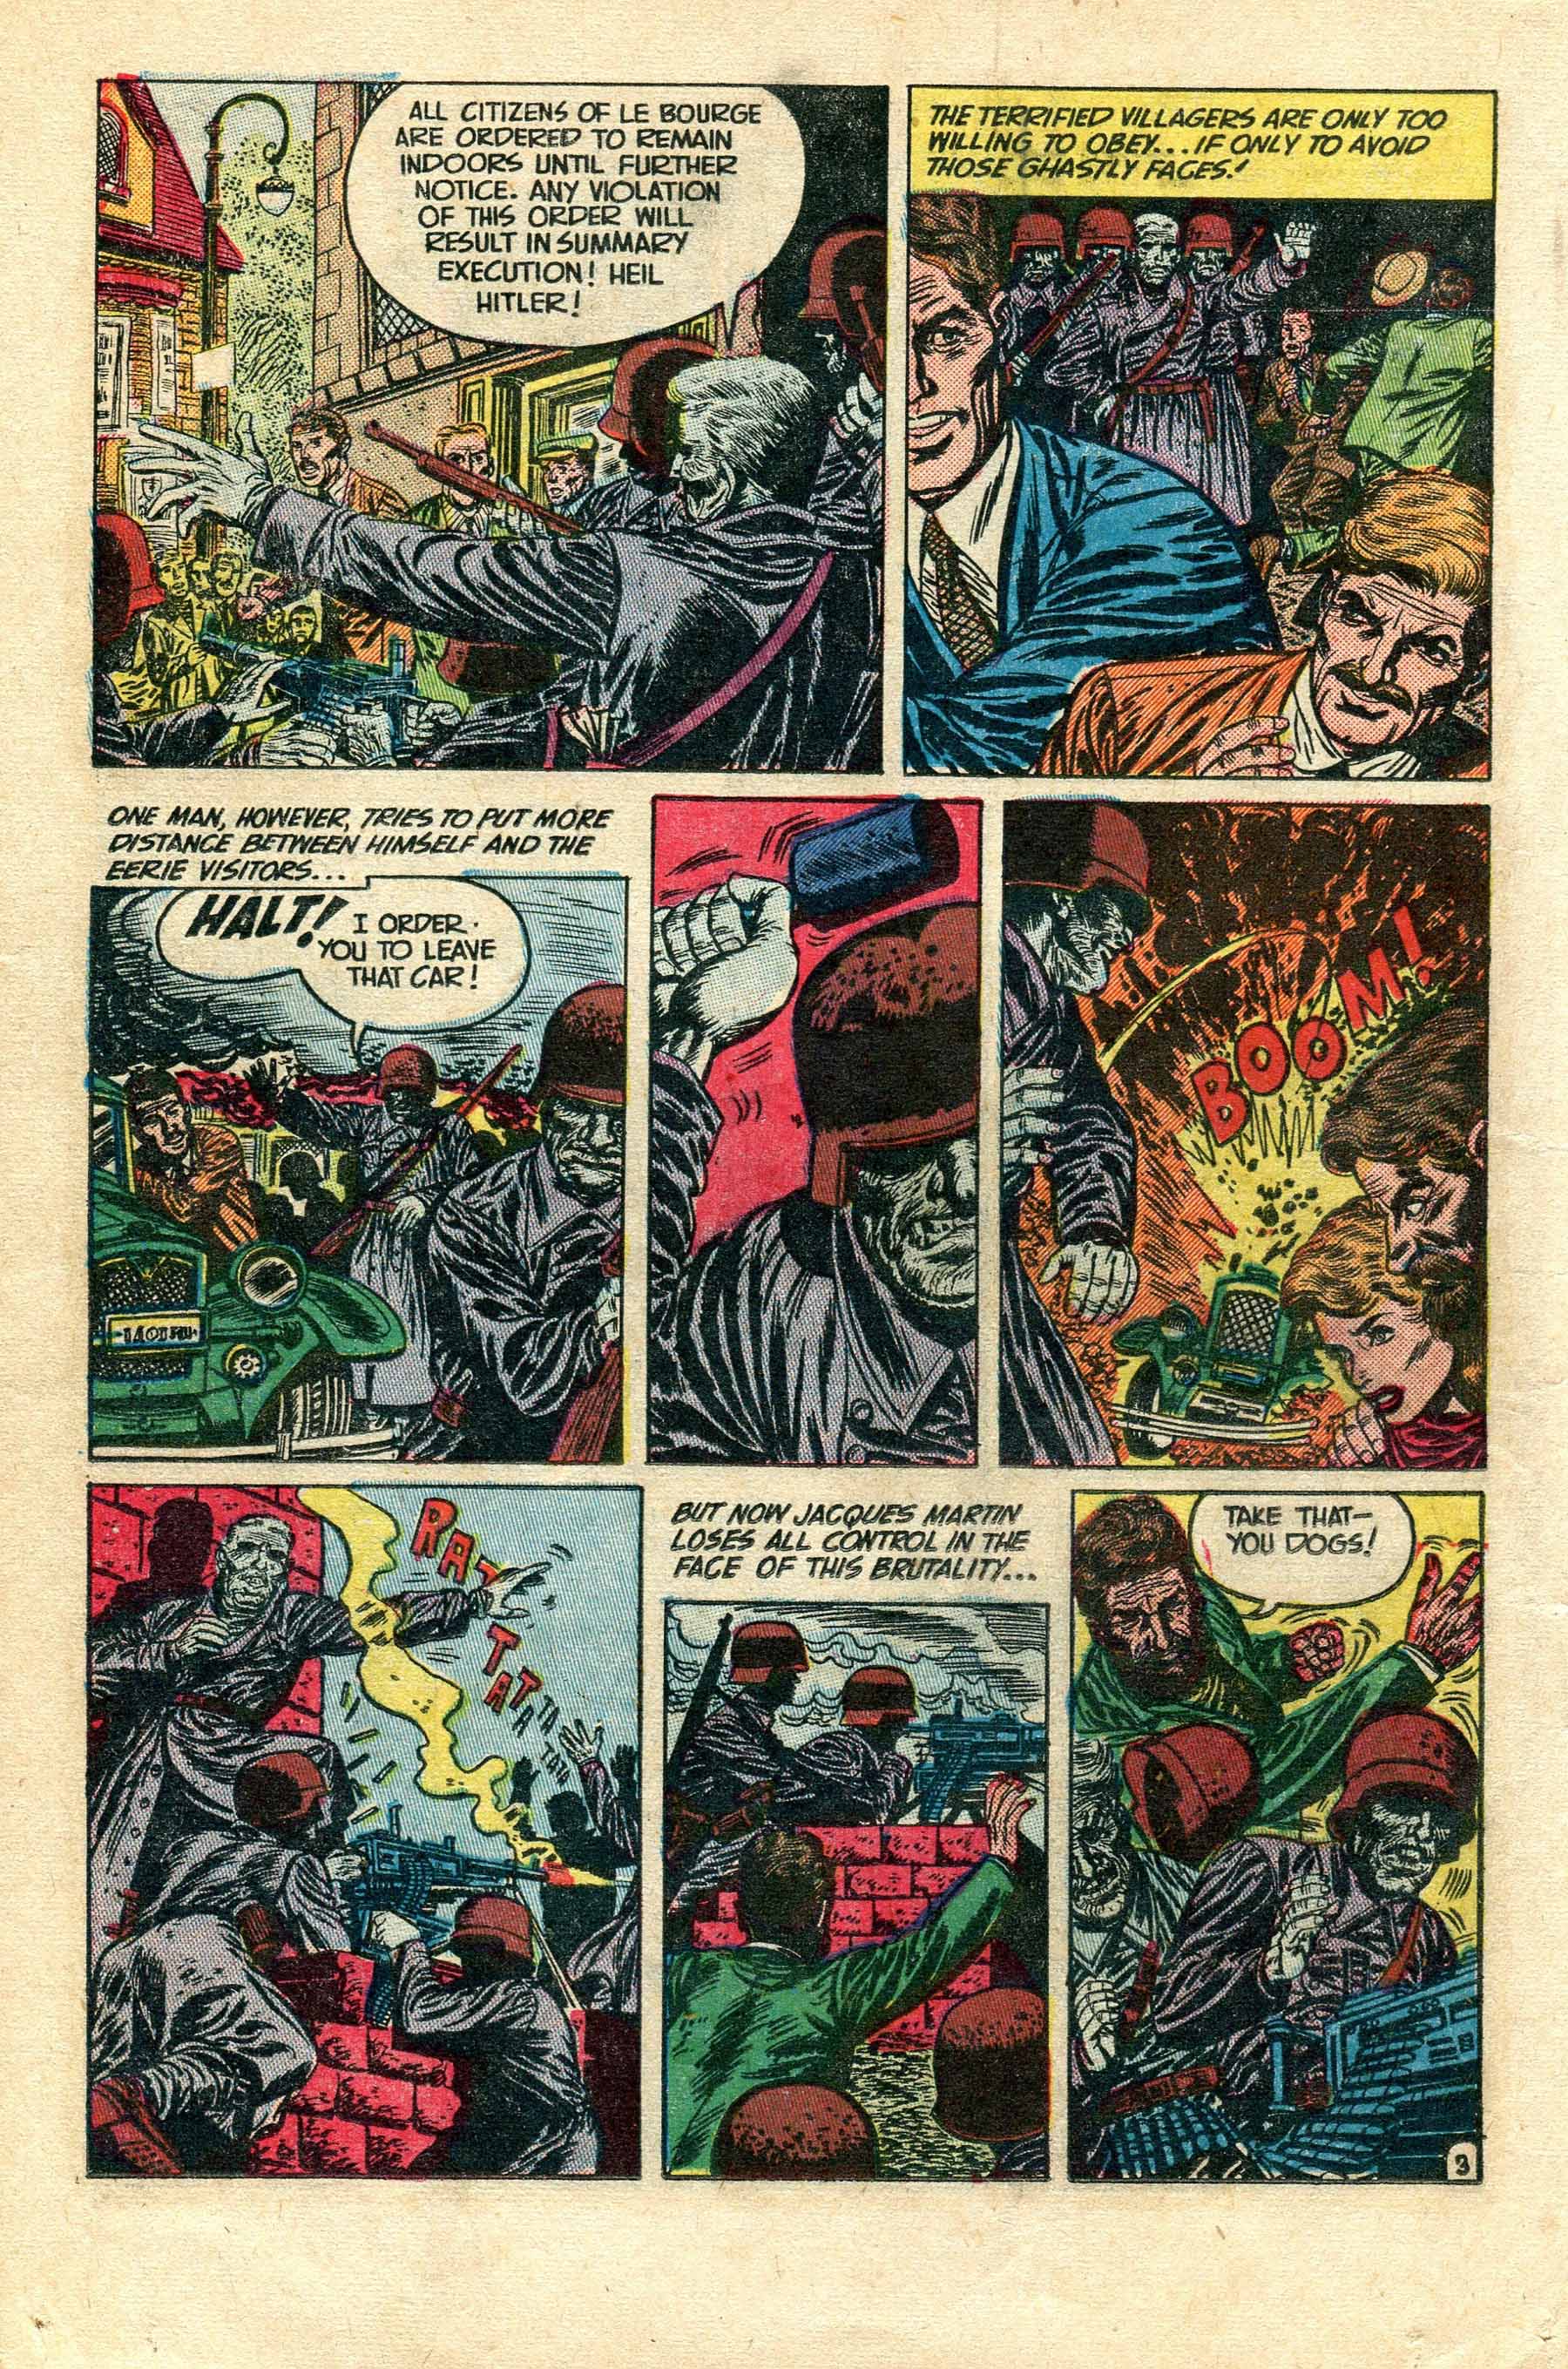 ALL CITIZENS OF LE BOURGE
ARE ORDERED TO REMAIN
INDOORS UNTIL FURTHER
NOTICE. ANY VIOLATION
OF THIS ORDER WILL
RESULT IN SUMMARY
EXECUTION! HEIL
HITLER!
THE TERRIFIED VILLAGERS ARE ONLY TOO
WILLING TO OBEY...IF ONLY TO AVOID
THOSE GHASTLY FACES!
ONE MAN, HOWEVER, TRIES TO PUT MORE
DISTANCE BETWEEN HIMSELF AND THE
EERIE VISITORS...
HALT! I ORDER
YOU TO LEAVE
THAT CAR!
BOOM!
RAT
TAT
TATA
TATA
TATA
BUT NOW JACQUES MARTIN
LOSES ALL CONTROL IN THE
FACE OF THIS BRUTALITY...
TAKE THAT—
YOU DOGS!
3